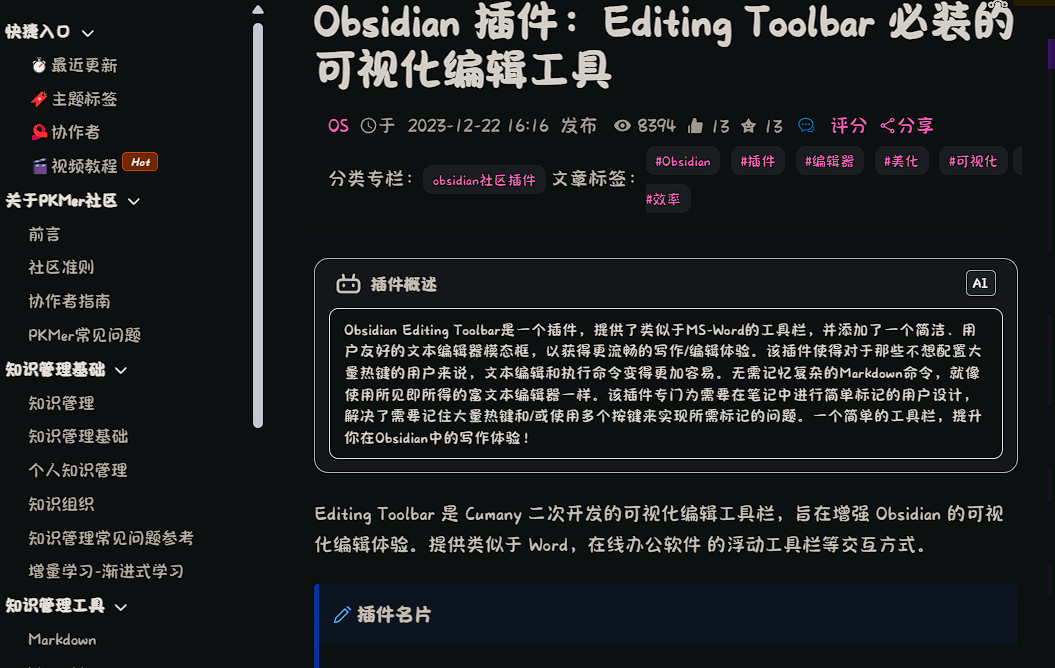 快捷入口
最近更新
主题标签
协作者
视频教程 Hot
关于PKMer社区
前言
社区准则
协作者指南
PKMer常见问题
知识管理基础
知识管理
知识管理基础
个人知识管理
知识组织
知识管理常见问题参考
增量学习-渐进式学习
知识管理工具
Markdown
Obsidian 插件：Editing Toolbar 必装的
可视化编辑工具
OS 于 2023-12-22 16:16 发布 8394 13 13 评分 分享
分类专栏： obsidian社区插件 文章标签： #Obsidian #插件 #编辑器 #美化 #可视化
#效率
插件概述 AI
Obsidian Editing Toolbar是一个插件，提供了类似于MS-Word的工具栏，并添加了一个简洁、用
户友好的文本编辑器模态框，以获得更流畅的写作/编辑体验。该插件使得对于那些不想配置大
量热键的用户来说，文本编辑和执行命令变得更加容易。无需记忆复杂的Markdown命令，就像
使用所见即所得的富文本编辑器一样。该插件专门为需要在笔记中进行简单标记的用户设计，
解决了需要记住大量热键和/或使用多个按键来实现所需标记的问题。一个简单的工具栏，提升
你在Obsidian中的写作体验！
Editing Toolbar 是 Cumany 二次开发的可视化编辑工具栏，旨在增强 Obsidian 的可视
化编辑体验。提供类似于 Word，在线办公软件 的浮动工具栏等交互方式。
插件名片